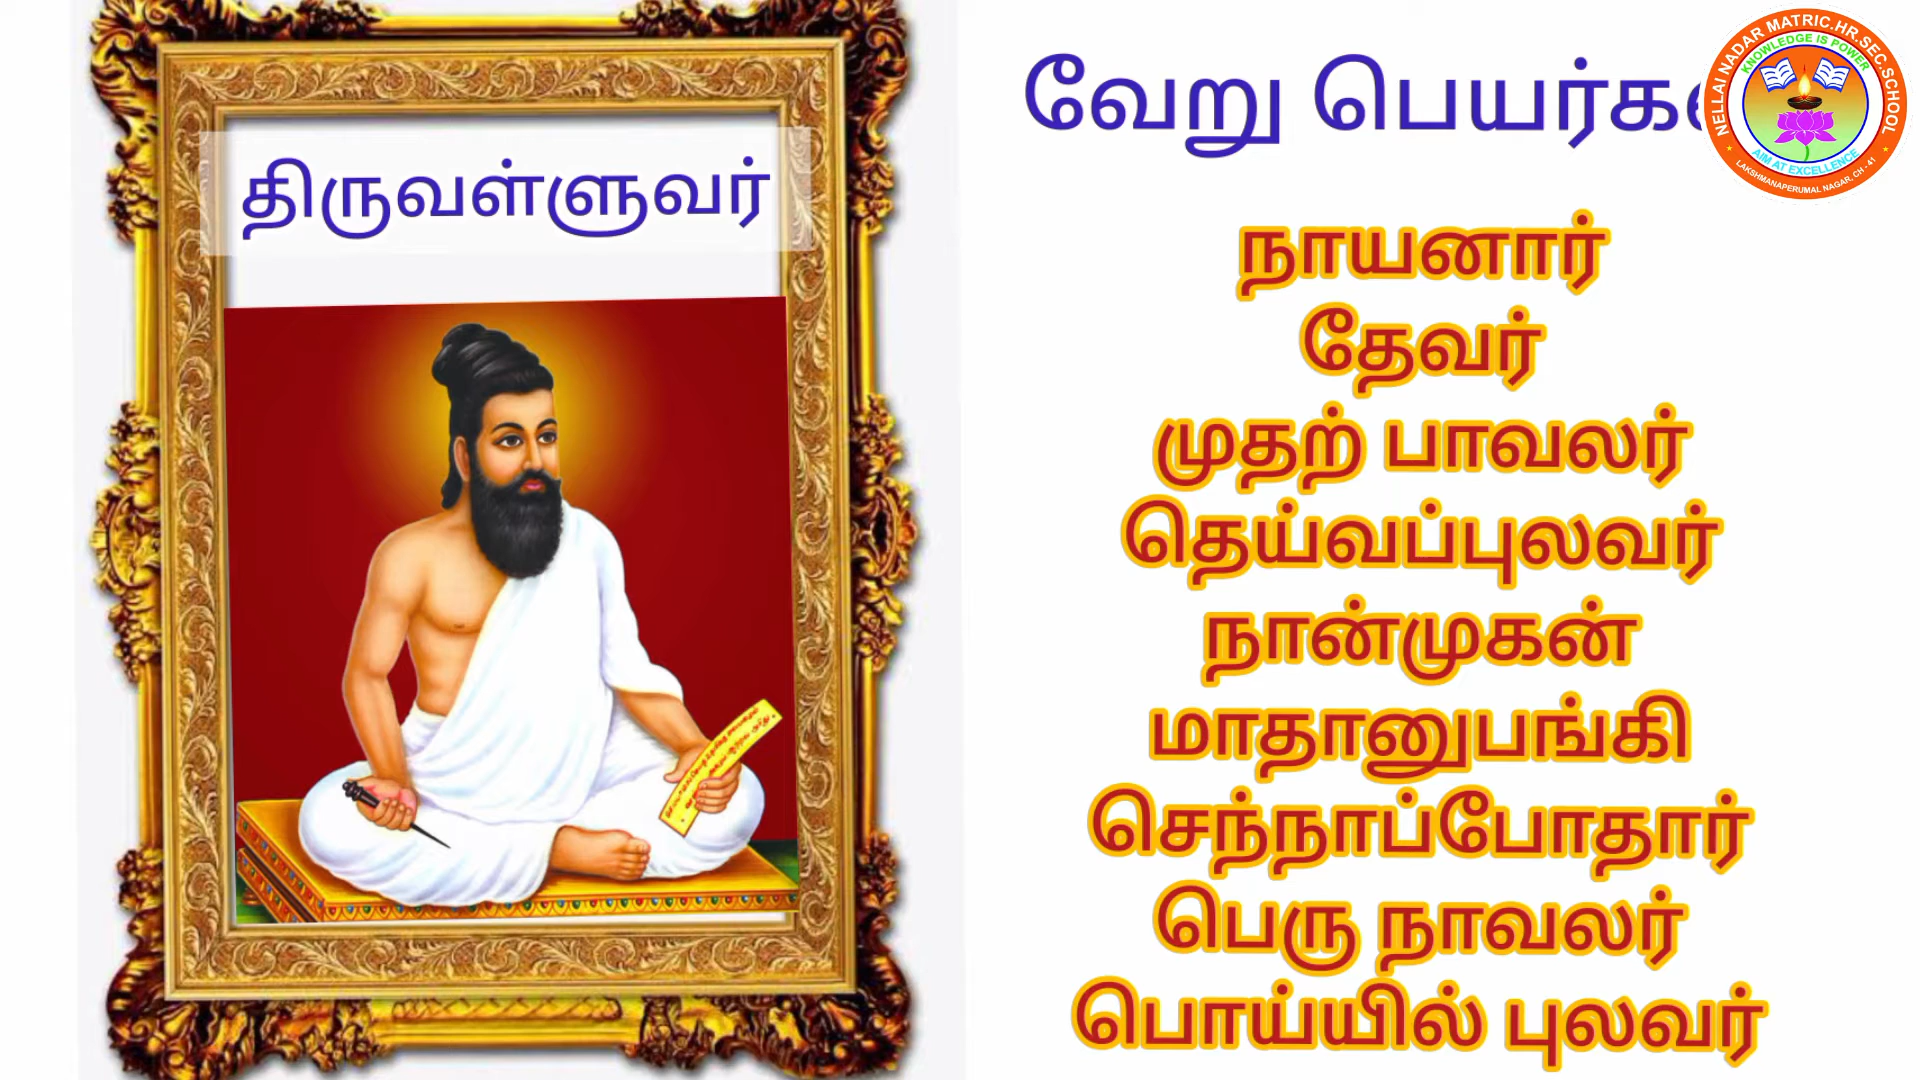 திருவள்ளுவர்
வேறு பெயர்கள்
நாயனார்
தேவர்
முதற் பாவலர்
தெய்வப்புலவர்
நான்முகன்
மாதானுபங்கி
செந்நாப்போதார்
பெரு நாவலர்
பொய்யில் புலவர்
NELLAI NADAR MATRIC.HR.SEC.SCHOOL
KNOWLEDGE IS POWER
AIM AT EXCELLENCE
LAKSHMANAPERUMAL NAGAR, CH - 41